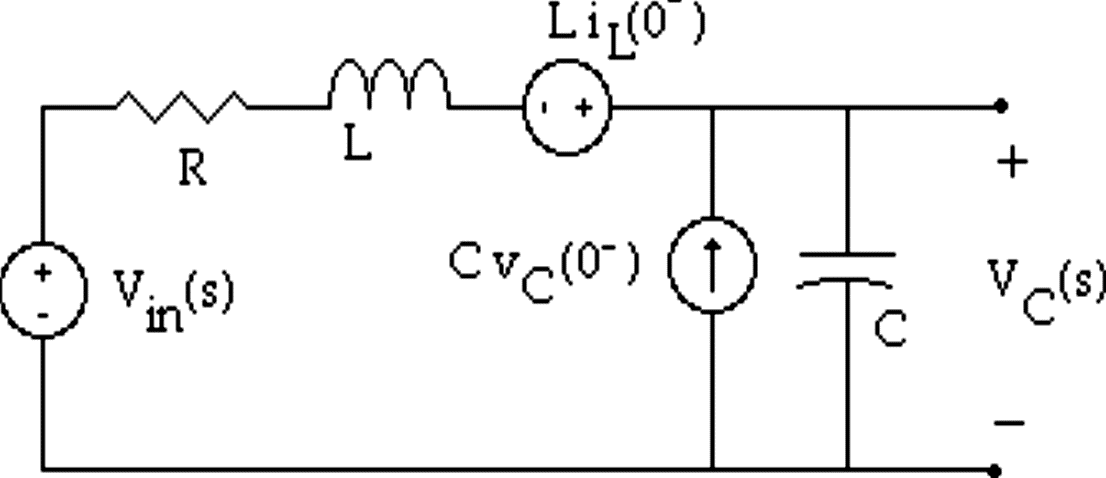 L i_L(0⁻)
R
L
+
-
- +
V_in(s)
C v_C(0⁻)
C
+
V_C(s)
−